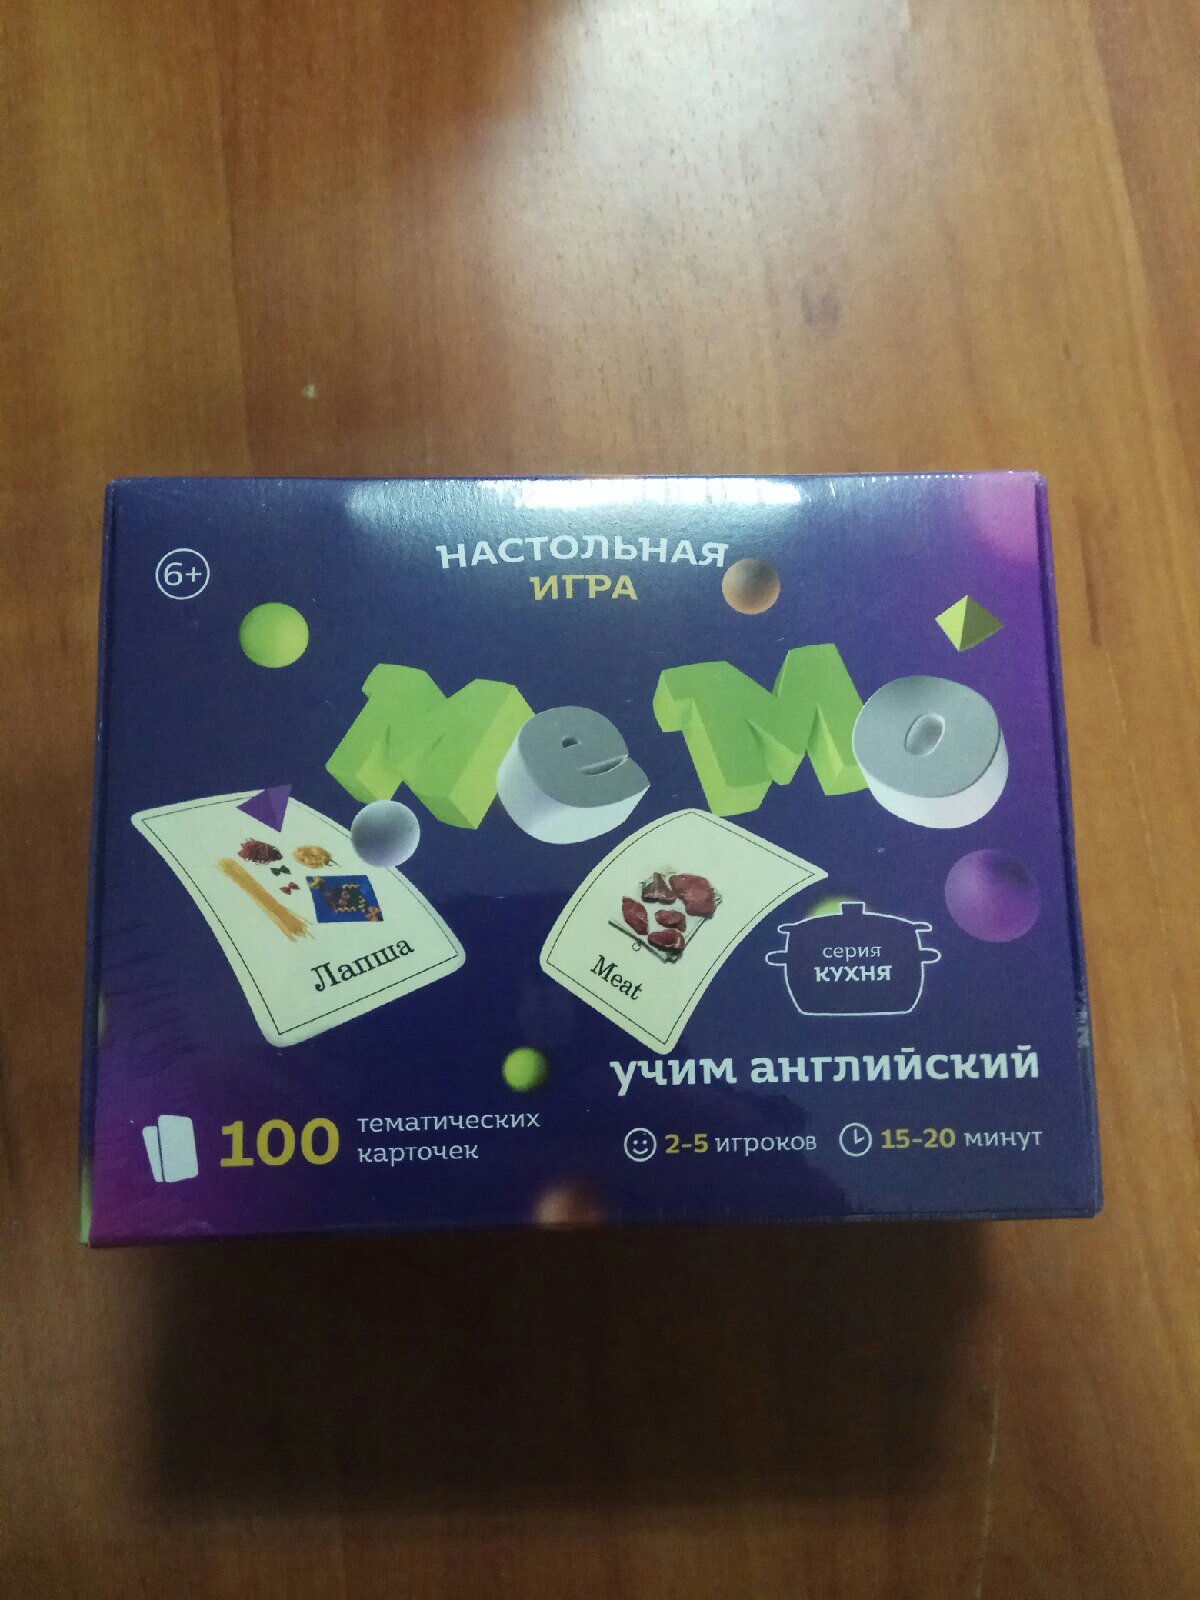 6+
НАСТОЛЬНАЯ
ИГРА
Мемо
Лапша
Meat
серия
КУХНЯ
учим английский
100
тематических
карточек
2-5 игроков
15-20 минут